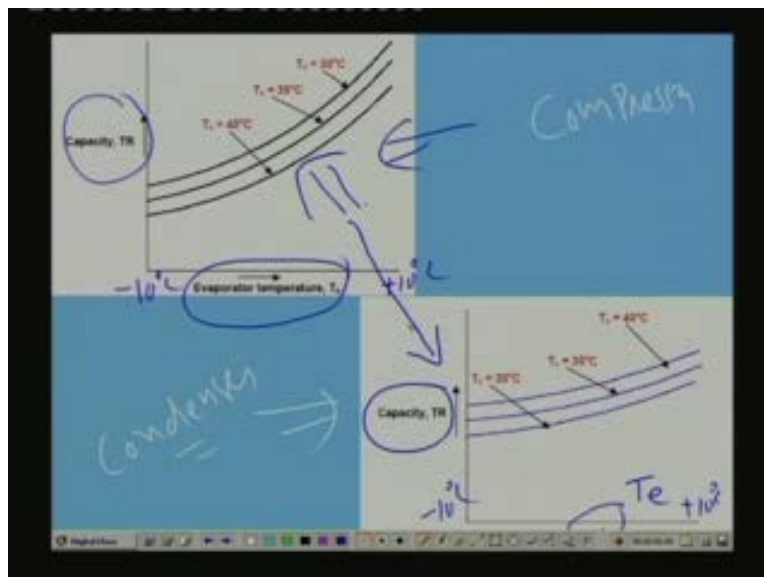 Tc = 30°C
Tc = 35°C
Tc = 40°C
Capacity, TR
-10°C
Evaporator temperature, Te
+10°C
Condenser
Tc = 40°C
Tc = 35°C
Tc = 30°C
Capacity, TR
-10°C
Te
+10°